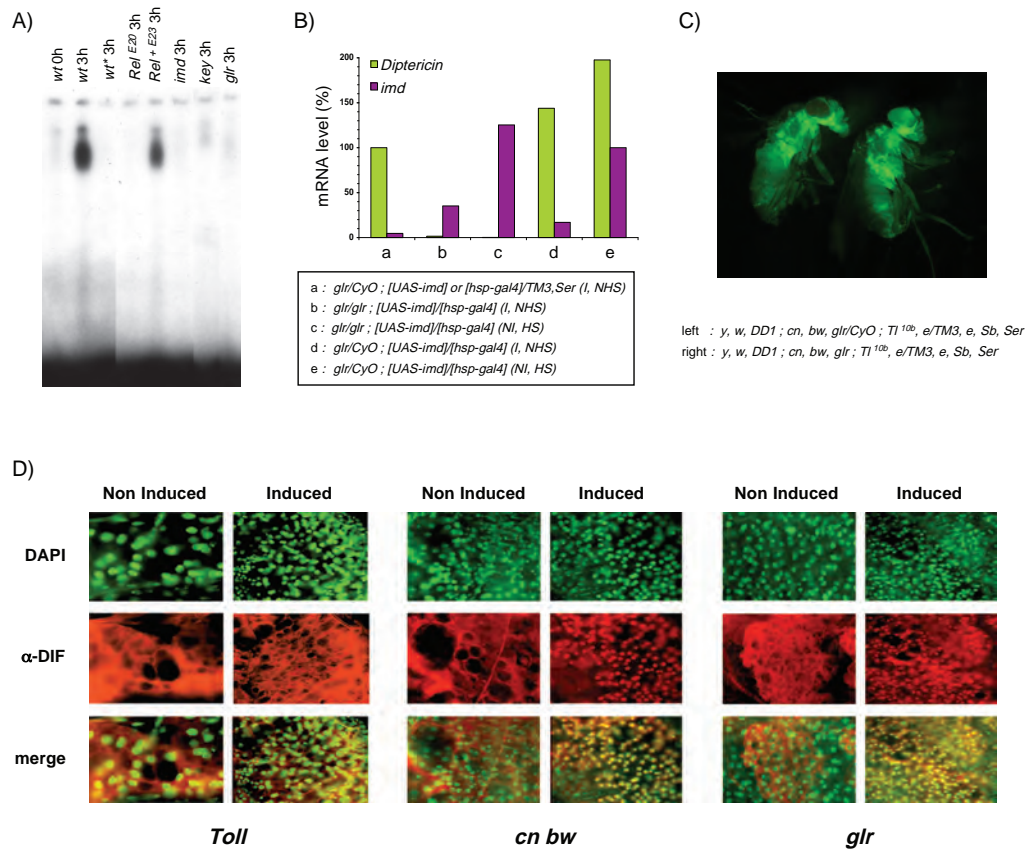 A)
wt 0h
wt 3h
wt* 3h
Rel E20 3h
Rel + E23 3h
imd 3h
key 3h
glr 3h
B)
Diptericin
imd
mRNA level (%)
200
150
100
50
0
a b c d e
a : glr/CyO ; [UAS-imd] or [hsp-gal4]/TM3,Ser (I, NHS)
b : glr/glr ; [UAS-imd]/[hsp-gal4] (I, NHS)
c : glr/glr ; [UAS-imd]/[hsp-gal4] (NI, HS)
d : glr/CyO ; [UAS-imd]/[hsp-gal4] (I, NHS)
e : glr/CyO ; [UAS-imd]/[hsp-gal4] (NI, HS)
C)
left : y, w, DD1 ; cn, bw, glr/CyO ; Tl 10b, e/TM3, e, Sb, Ser
right : y, w, DD1 ; cn, bw, glr ; Tl 10b, e/TM3, e, Sb, Ser
D)
Non Induced Induced Non Induced Induced Non Induced Induced
DAPI
α-DIF
merge
Toll cn bw glr